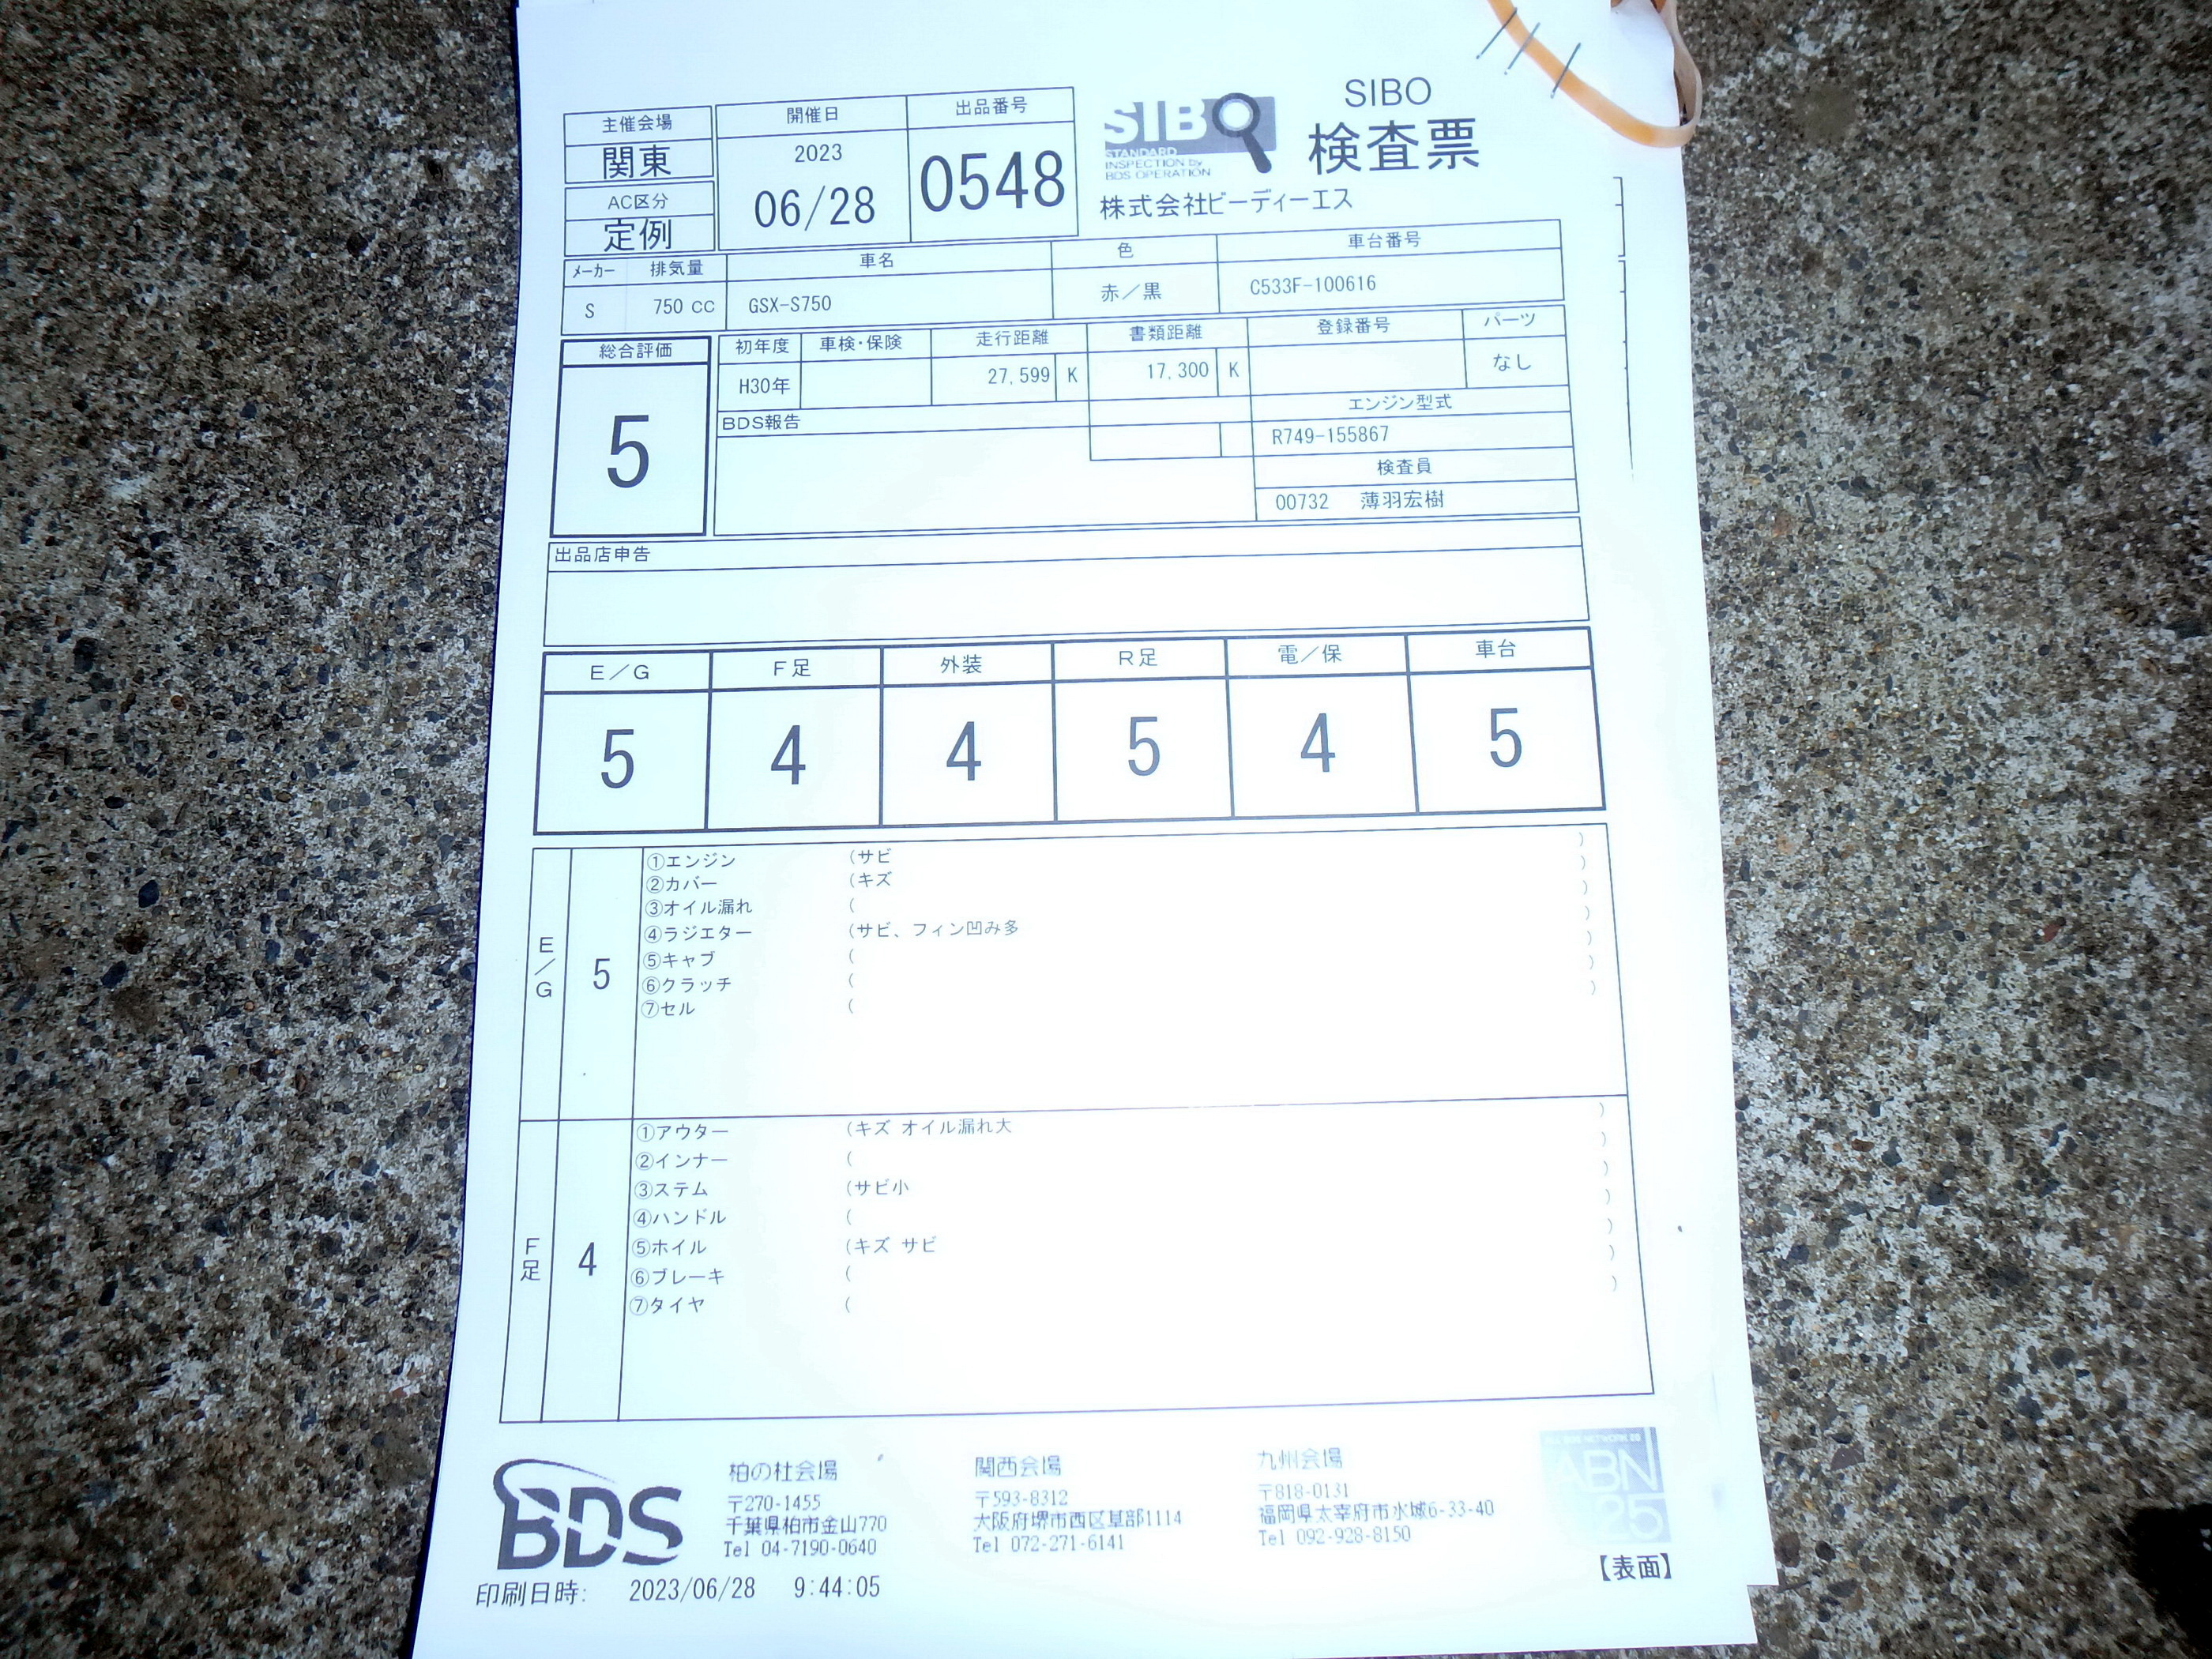 主催会場
関東
AC区分
定例
開催日
2023
06/28
出品番号
0548
SIBO
STANDARD
INSPECTION by
BDS OPERATION
SIBO
検査票
株式会社ビーディーエス
メーカー 排気量 車名 色 車台番号
S 750 cc GSX-S750 赤／黒 C533F-100616
総合評価
5
初年度 車検・保険 走行距離 書類距離 登録番号 パーツ
H30年 27,599 K 17,300 K なし
BDS報告
エンジン型式
R749-155867
検査員
00732 薄羽宏樹
出品店申告
E／G F足 外装 R足 電／保 車台
5 4 4 5 4 5
E／G
5
①エンジン (サビ )
②カバー (キズ )
③オイル漏れ ( )
④ラジエター (サビ、フィン凹み多 )
⑤キャブ ( )
⑥クラッチ ( )
⑦セル ( )
F足
4
①アウター (キズ オイル漏れ大 )
②インナー ( )
③ステム (サビ小 )
④ハンドル ( )
⑤ホイル (キズ サビ )
⑥ブレーキ ( )
⑦タイヤ ( )
BDS
柏の杜会場
〒270-1455
千葉県柏市金山770
Tel 04-7190-0640
関西会場
〒593-8312
大阪府堺市西区草部1114
Tel 072-271-6141
九州会場
〒818-0131
福岡県太宰府市水城6-33-40
Tel 092-928-8150
ABN
25
【表面】
印刷日時: 2023/06/28 9:44:05